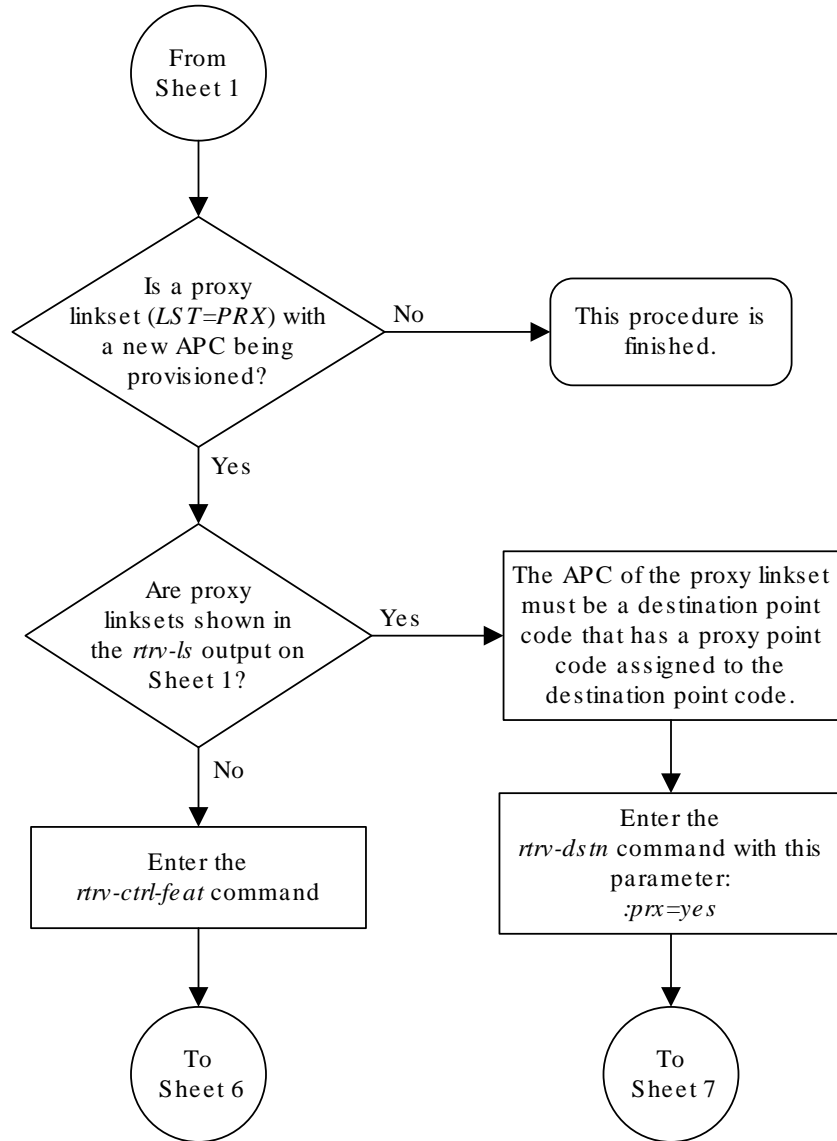 From
Sheet 1
Is a proxy
linkset (LST=PRX) with
a new APC being
provisioned?
No
This procedure is
finished.
Yes
Are proxy
linksets shown in
the rtrv-ls output on
Sheet 1?
Yes
The APC of the proxy linkset
must be a destination point
code that has a proxy point
code assigned to the
destination point code.
No
Enter the
rtrv-ctrl-feat command
Enter the
rtrv-dstn command with this
parameter:
:prx=yes
To
Sheet 6
To
Sheet 7